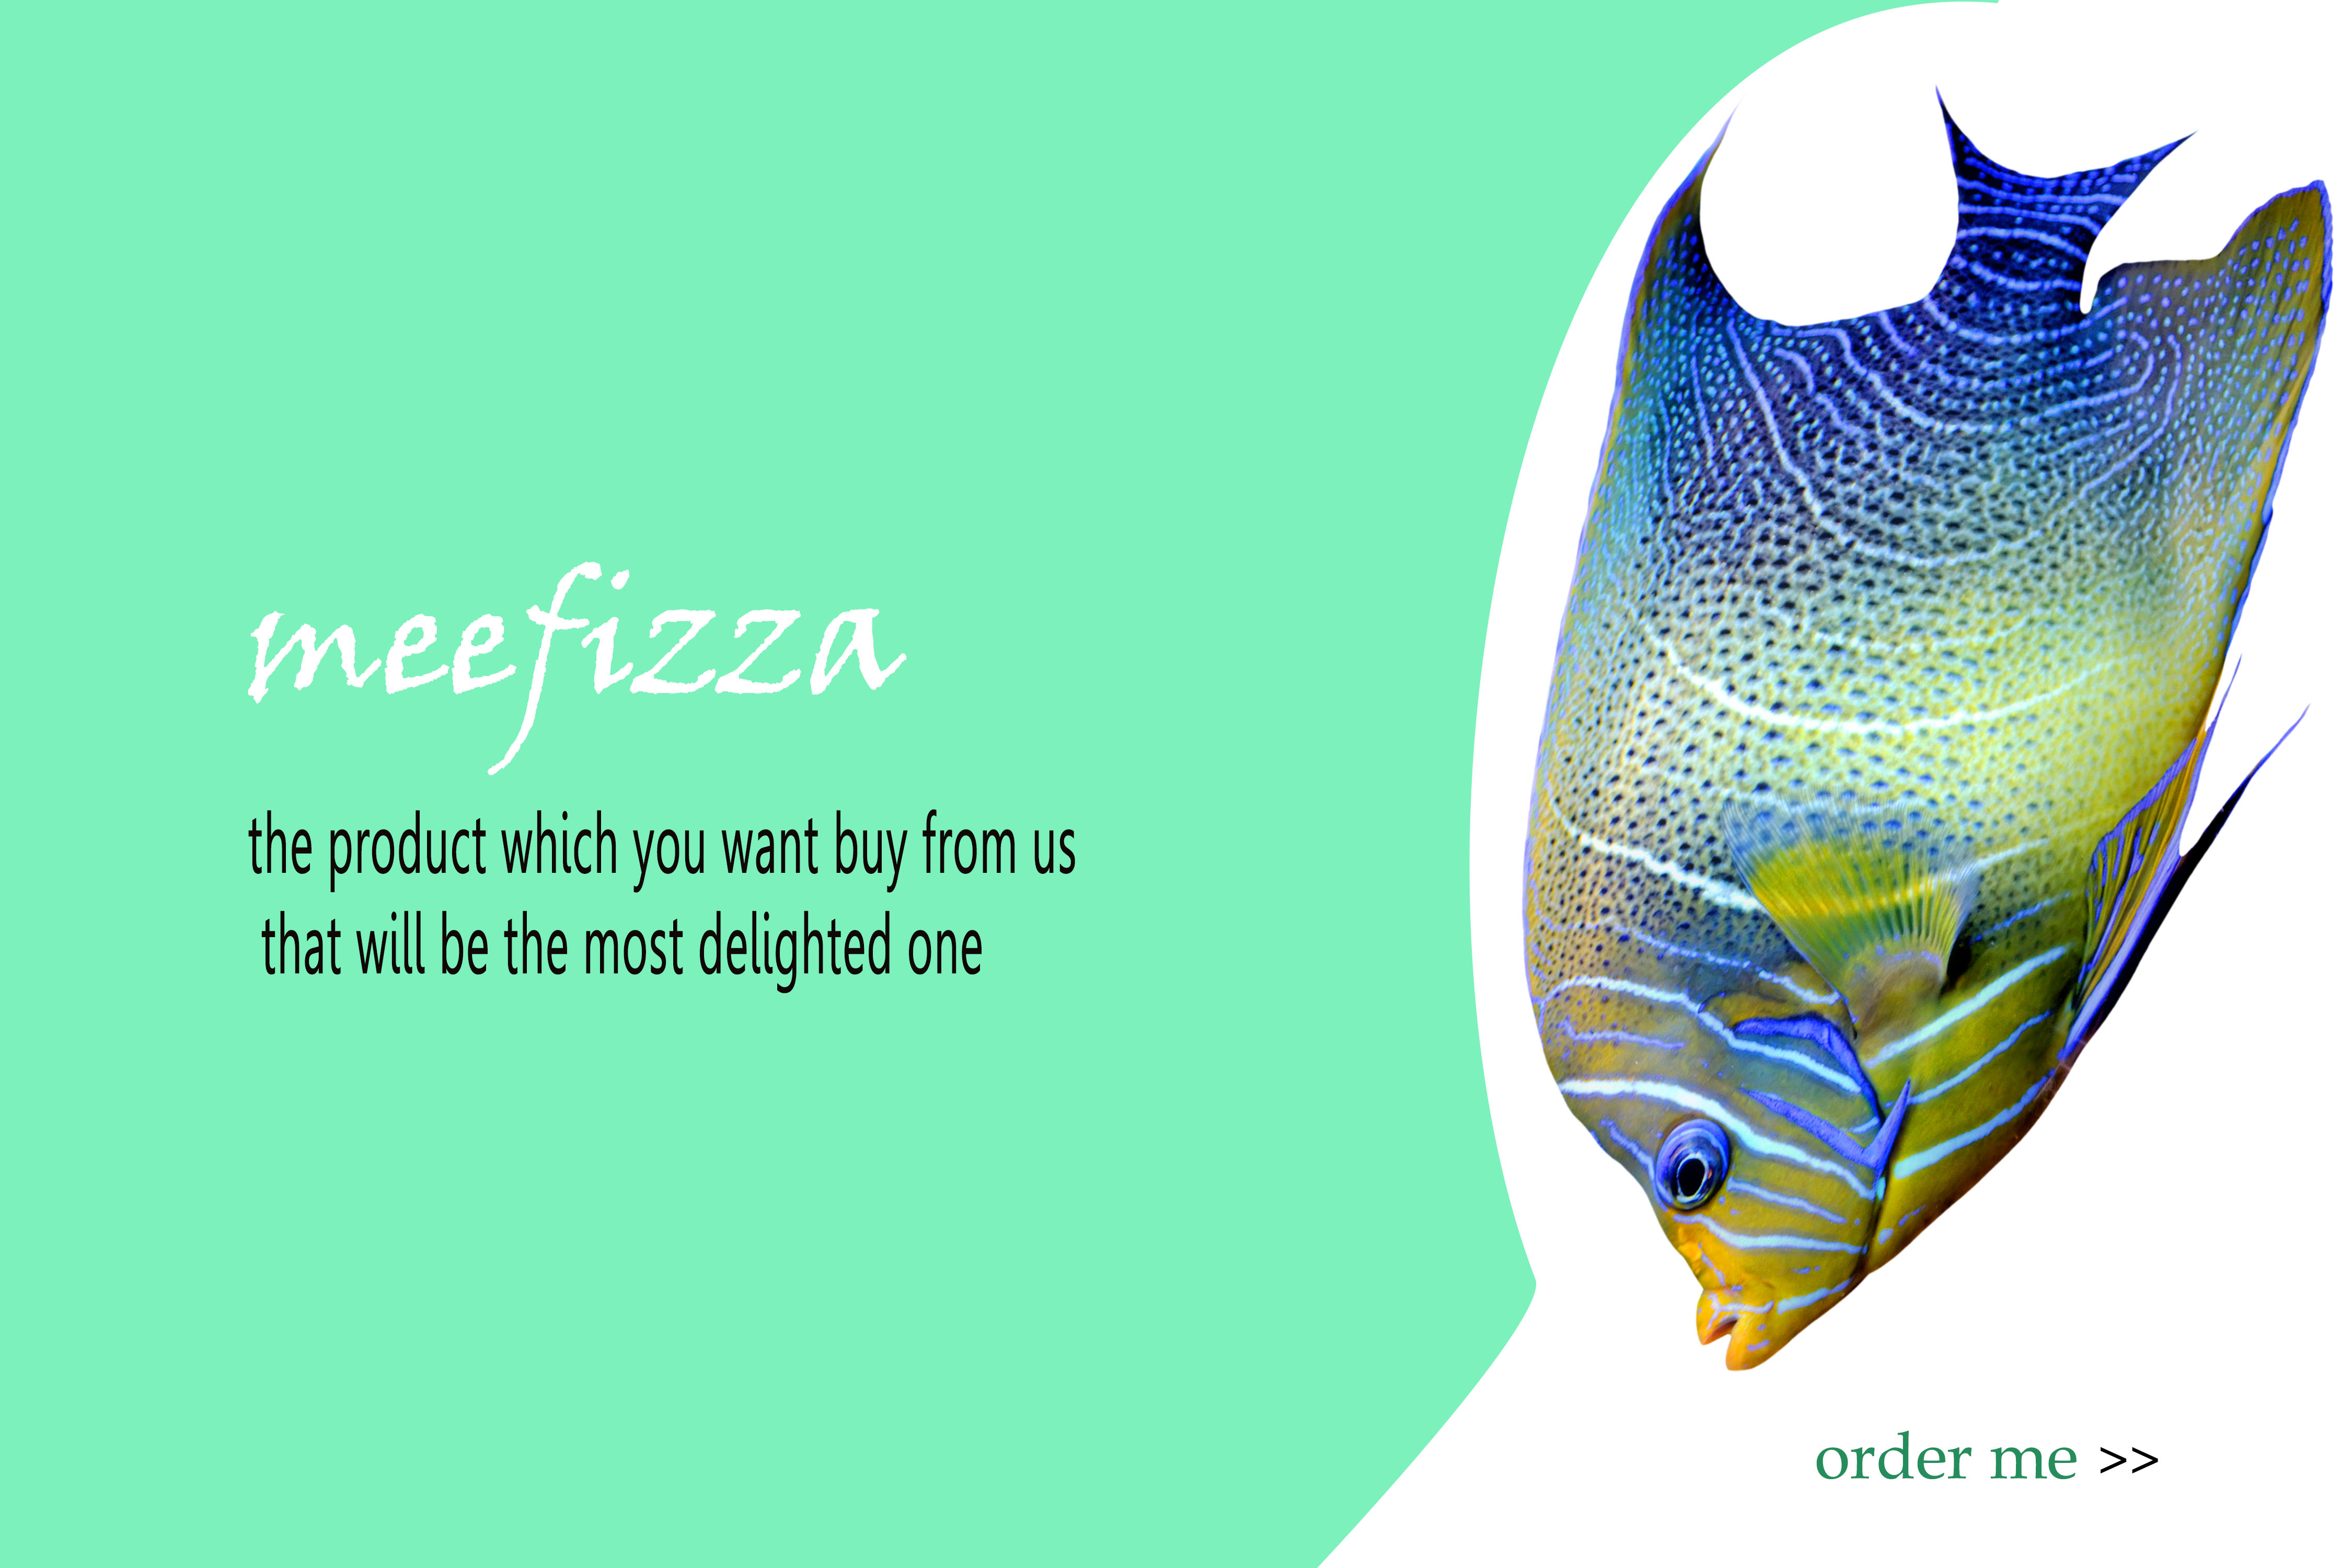 meefizza
the product which you want buy from us
that will be the most delighted one
order me >>